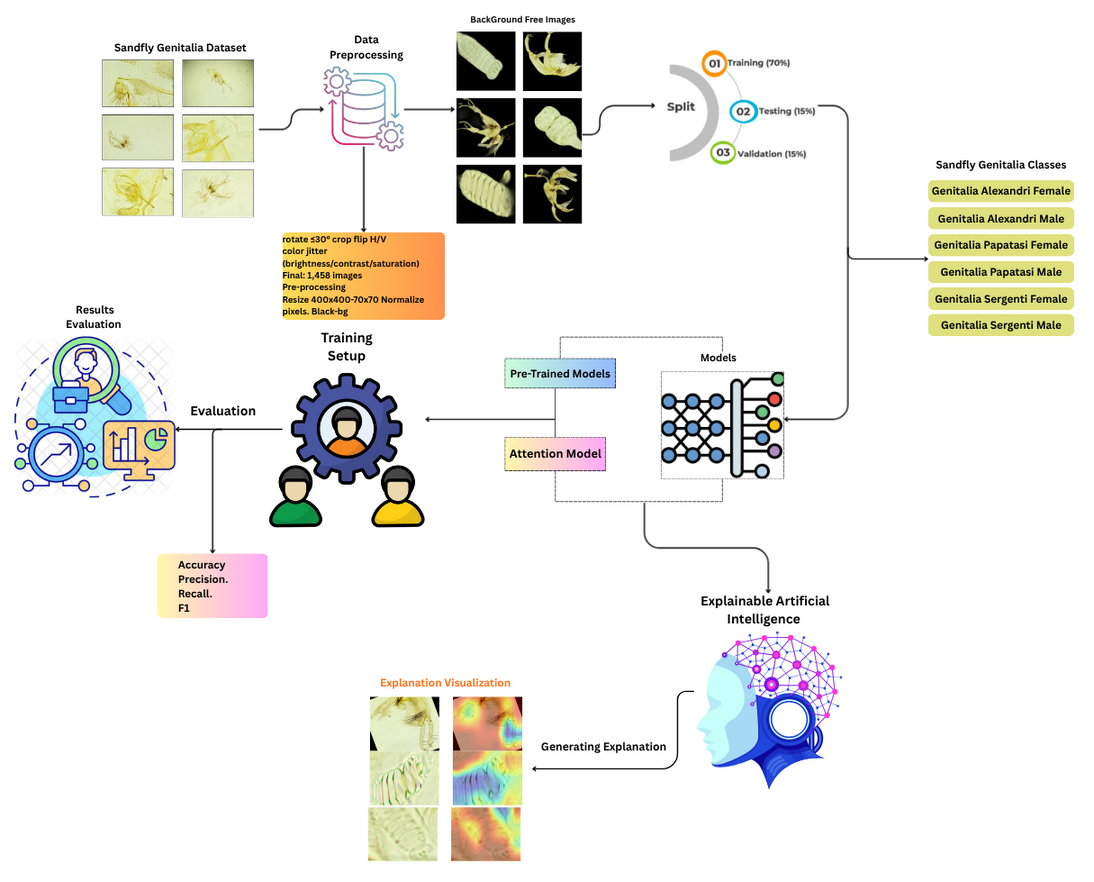 Sandfly Genitalia Dataset
Data
Preprocessing
BackGround Free Images
Split
01 Training (70%)
02 Testing (15%)
03 Validation (15%)
Sandfly Genitalia Classes
Genitalia Alexandri Female
Genitalia Alexandri Male
Genitalia Papatasi Female
Genitalia Papatasi Male
Genitalia Sergenti Female
Genitalia Sergenti Male
rotate ≤30° crop flip H/V
color jitter
(brightness/contrast/saturation)
Final: 1,458 images
Pre-processing
Resize 400x400-70x70 Normalize
pixels. Black-bg
Results
Evaluation
Training
Setup
Pre-Trained Models
Models
Evaluation
Attention Model
Accuracy
Precision.
Recall.
F1
Explainable Artificial
Intelligence
Explanation Visualization
Generating Explanation